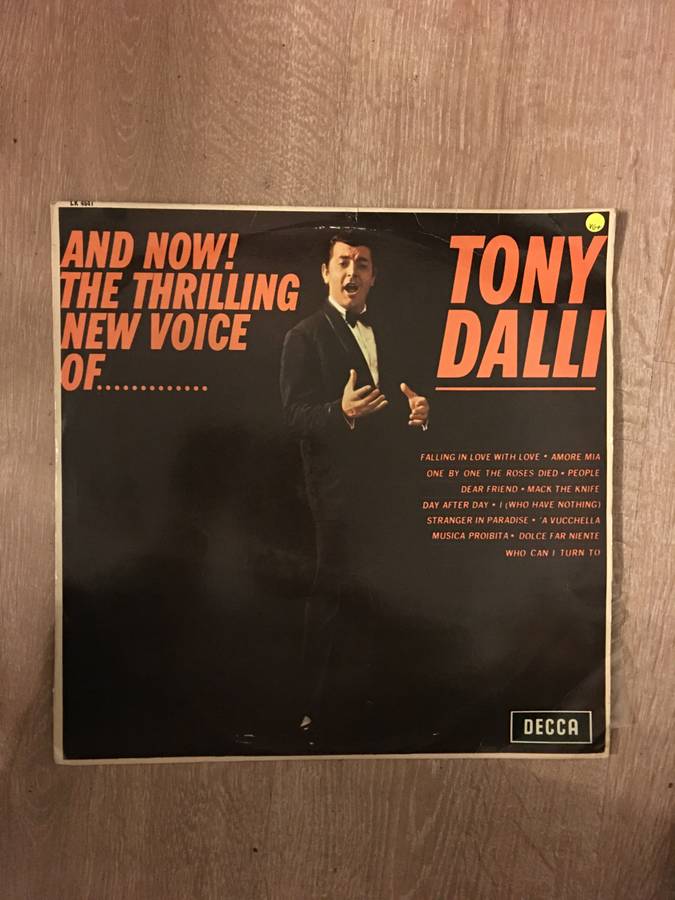 LK 4641
AND NOW!
THE THRILLING
NEW VOICE
OF.............
TONY
DALLI
FALLING IN LOVE WITH LOVE • AMORE MIA
ONE BY ONE THE ROSES DIED • PEOPLE
DEAR FRIEND • MACK THE KNIFE
DAY AFTER DAY • I (WHO HAVE NOTHING)
STRANGER IN PARADISE • 'A VUCCHELLA
MUSICA PROIBITA • DOLCE FAR NIENTE
WHO CAN I TURN TO
DECCA